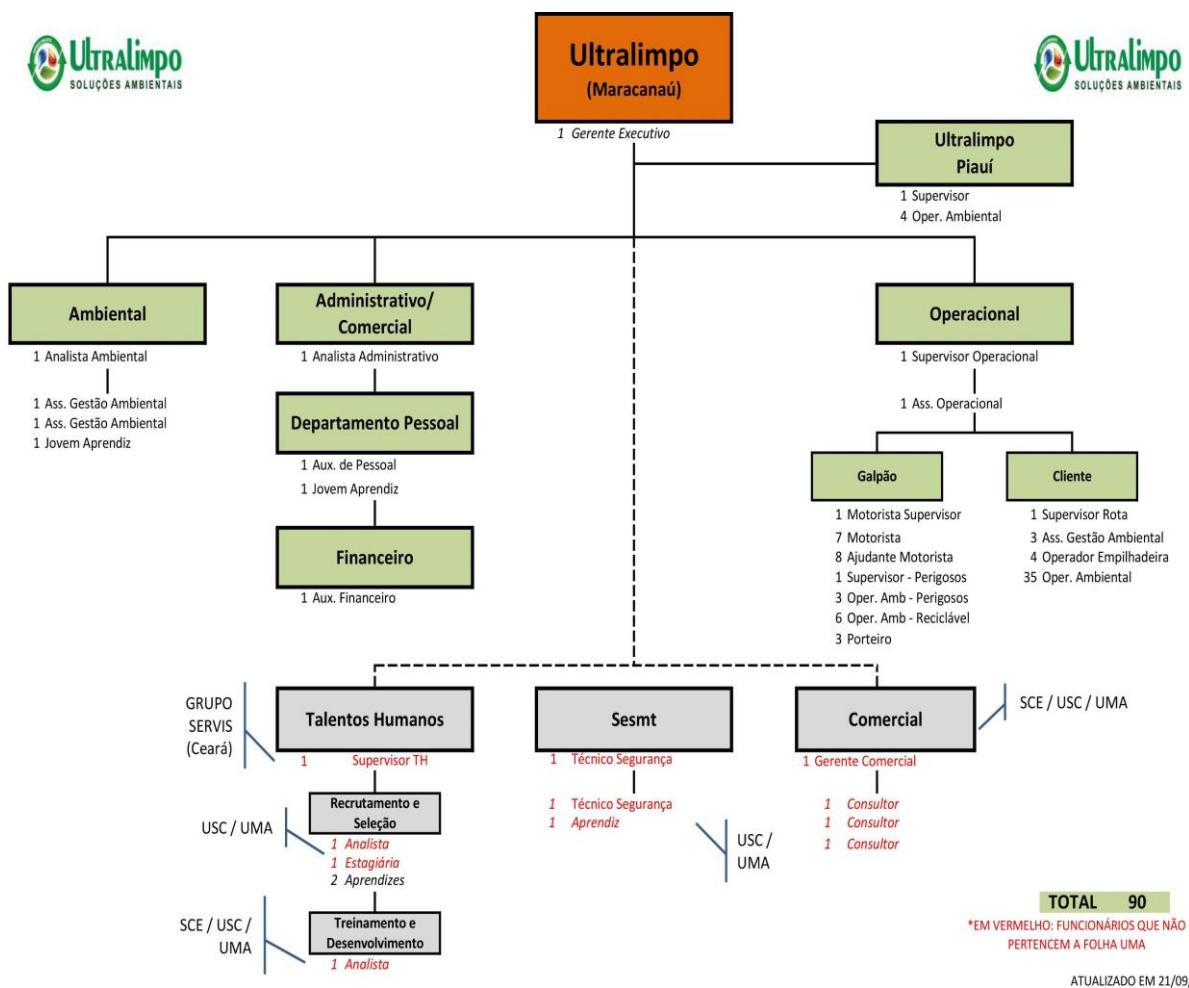 ULTRALIMPO
SOLUÇÕES AMBIENTAIS
Ultralimpo
(Maracanaú)
1 Gerente Executivo
ULTRALIMPO
SOLUÇÕES AMBIENTAIS
Ultralimpo
Piauí
1 Supervisor
4 Oper. Ambiental
Ambiental
1 Analista Ambiental
1 Ass. Gestão Ambiental
1 Ass. Gestão Ambiental
1 Jovem Aprendiz
Administrativo/
Comercial
1 Analista Administrativo
Departamento Pessoal
1 Aux. de Pessoal
1 Jovem Aprendiz
Financeiro
1 Aux. Financeiro
Operacional
1 Supervisor Operacional
1 Ass. Operacional
Galpão
1 Motorista Supervisor
7 Motorista
8 Ajudante Motorista
1 Supervisor - Perigosos
3 Oper. Amb - Perigosos
6 Oper. Amb - Reciclável
3 Porteiro
Cliente
1 Supervisor Rota
3 Ass. Gestão Ambiental
4 Operador Empilhadeira
35 Oper. Ambiental
GRUPO
SERVIS
(Ceará)
Talentos Humanos
1 Supervisor TH
USC / UMA
Recrutamento e
Seleção
1 Analista
1 Estagiária
2 Aprendizes
SCE / USC /
UMA
Treinamento e
Desenvolvimento
1 Analista
Sesmt
1 Técnico Segurança
1 Técnico Segurança
1 Aprendiz
USC /
UMA
Comercial
1 Gerente Comercial
1 Consultor
1 Consultor
1 Consultor
SCE / USC / UMA
TOTAL 90
*EM VERMELHO: FUNCIONÁRIOS QUE NÃO
PERTENCEM A FOLHA UMA
ATUALIZADO EM 21/09/